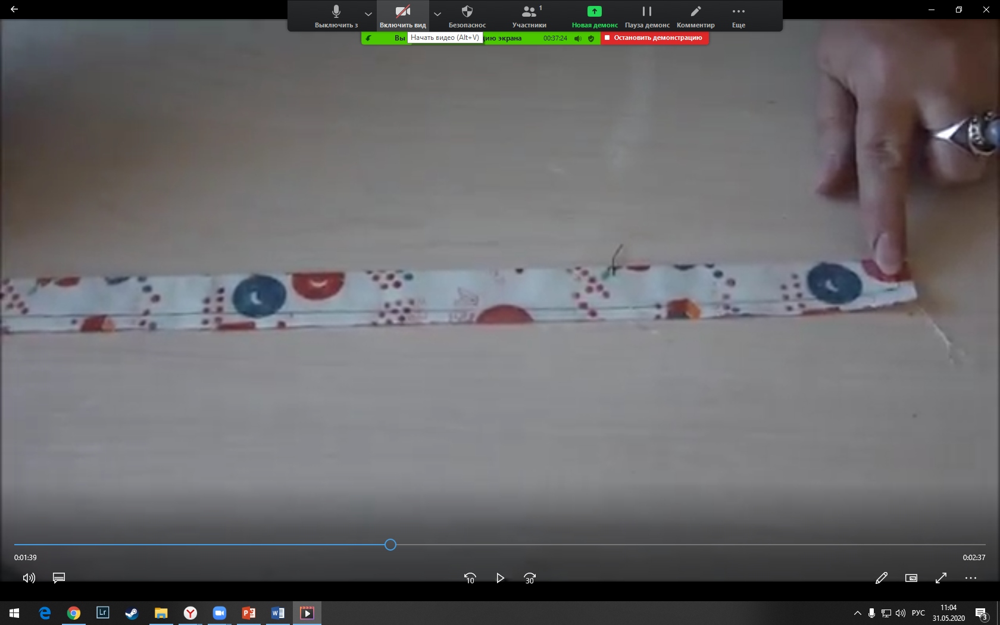 1
Выключить з
Включить вид
Безопаснос
Участники
Новая демонс
Пауза демонс
Комментир
Еще
Вы
Начать видео (Alt+V)
ию экрана
00:37:24
Остановить демонстрацию
0:01:39
0:02:37
10
30
Lr
РУС
11:04
31.05.2020
3